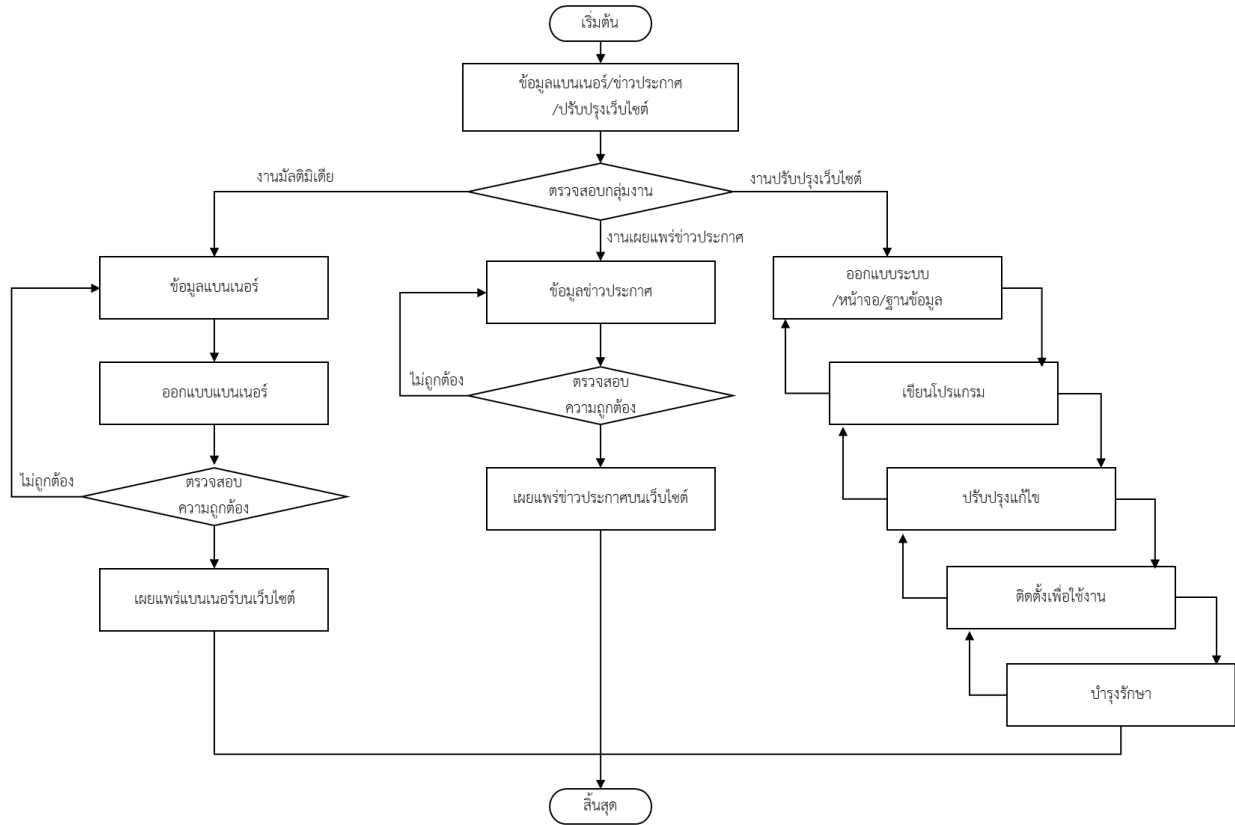 เริ่มต้น
ข้อมูลแบนเนอร์/ข่าวประกาศ
/ปรับปรุงเว็บไซต์
งานมัลติมิเดีย
ตรวจสอบกลุ่มงาน
งานปรับปรุงเว็บไซต์
งานเผยแพร่ข่าวประกาศ
ข้อมูลแบนเนอร์
ข้อมูลข่าวประกาศ
ออกแบบระบบ
/หน้าจอ/ฐานข้อมูล
ออกแบบแบนเนอร์
ไม่ถูกต้อง
ตรวจสอบ
ความถูกต้อง
เขียนโปรแกรม
ไม่ถูกต้อง
ตรวจสอบ
ความถูกต้อง
เผยแพร่ข่าวประกาศบนเว็บไซต์
ปรับปรุงแก้ไข
เผยแพร่แบนเนอร์บนเว็บไซต์
ติดตั้งเพื่อใช้งาน
บำรุงรักษา
สิ้นสุด